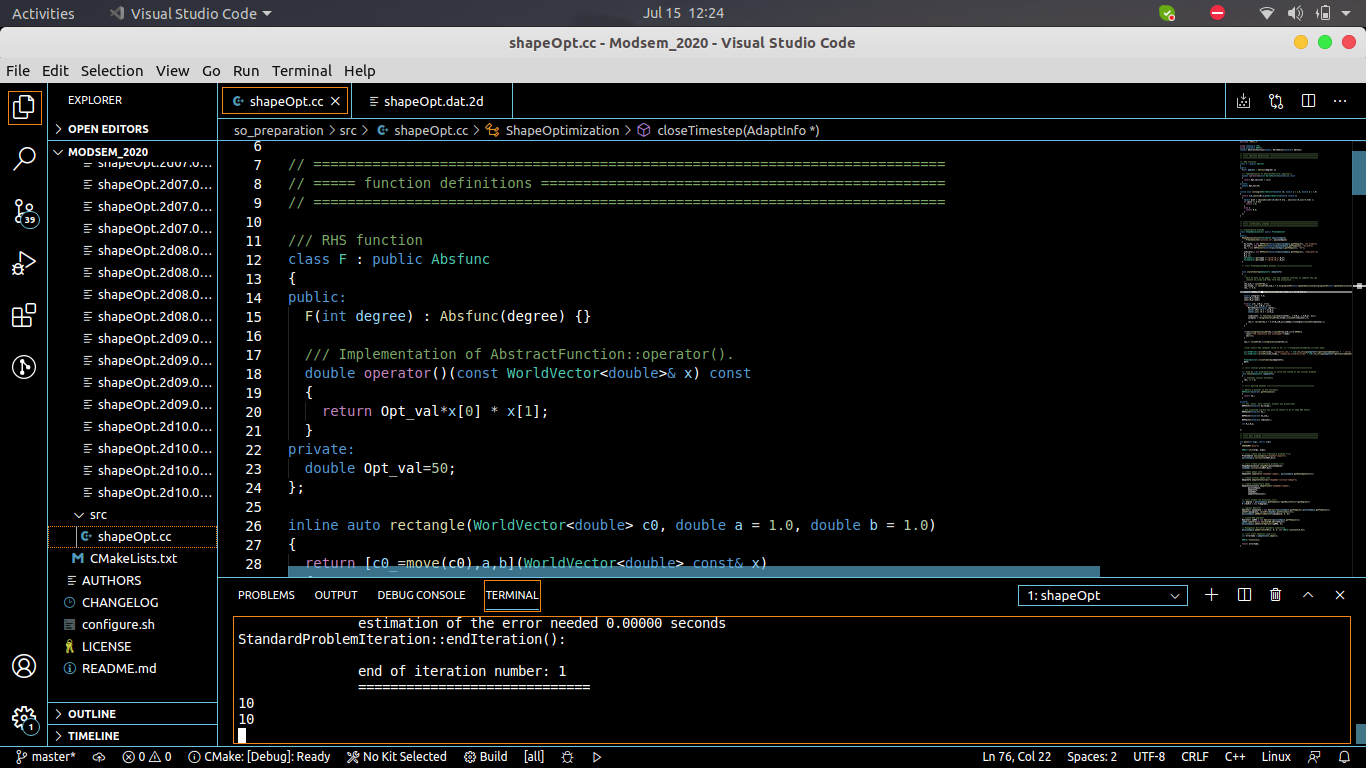 Activities Visual Studio Code Jul 15 12:24
shapeOpt.cc - Modsem_2020 - Visual Studio Code
File Edit Selection View Go Run Terminal Help
EXPLORER
OPEN EDITORS
MODSEM_2020
shapeOpt.2d07.0...
shapeOpt.2d07.0...
shapeOpt.2d07.0...
shapeOpt.2d07.0...
shapeOpt.2d08.0...
shapeOpt.2d08.0...
shapeOpt.2d08.0...
shapeOpt.2d08.0...
shapeOpt.2d09.0...
shapeOpt.2d09.0...
shapeOpt.2d09.0...
shapeOpt.2d09.0...
shapeOpt.2d10.0...
shapeOpt.2d10.0...
shapeOpt.2d10.0...
shapeOpt.2d10.0...
src
shapeOpt.cc
CMakeLists.txt
AUTHORS
CHANGELOG
configure.sh
LICENSE
README.md
OUTLINE
TIMELINE
39
1
shapeOpt.cc shapeOpt.dat.2d
so_preparation > src > shapeOpt.cc > ShapeOptimization > closeTimestep(AdaptInfo *)
6
7 // ===========================================================================
8 // ===== function definitions ================================================
9 // ===========================================================================
10
11 /// RHS function
12 class F : public Absfunc
13 {
14 public:
15 F(int degree) : Absfunc(degree) {}
16
17 /// Implementation of AbstractFunction::operator().
18 double operator()(const WorldVector<double>& x) const
19 {
20 return Opt_val*x[0] * x[1];
21 }
22 private:
23 double Opt_val=50;
24 };
25
26 inline auto rectangle(WorldVector<double> c0, double a = 1.0, double b = 1.0)
27 {
28 return [c0_=move(c0),a,b](WorldVector<double> const& x)
PROBLEMS OUTPUT DEBUG CONSOLE TERMINAL 1: shapeOpt
estimation of the error needed 0.00000 seconds
StandardProblemIteration::endIteration():
end of iteration number: 1
=============================
10
10
master* 0 0 CMake: [Debug]: Ready No Kit Selected Build [all] Ln 76, Col 22 Spaces: 2 UTF-8 CRLF C++ Linux